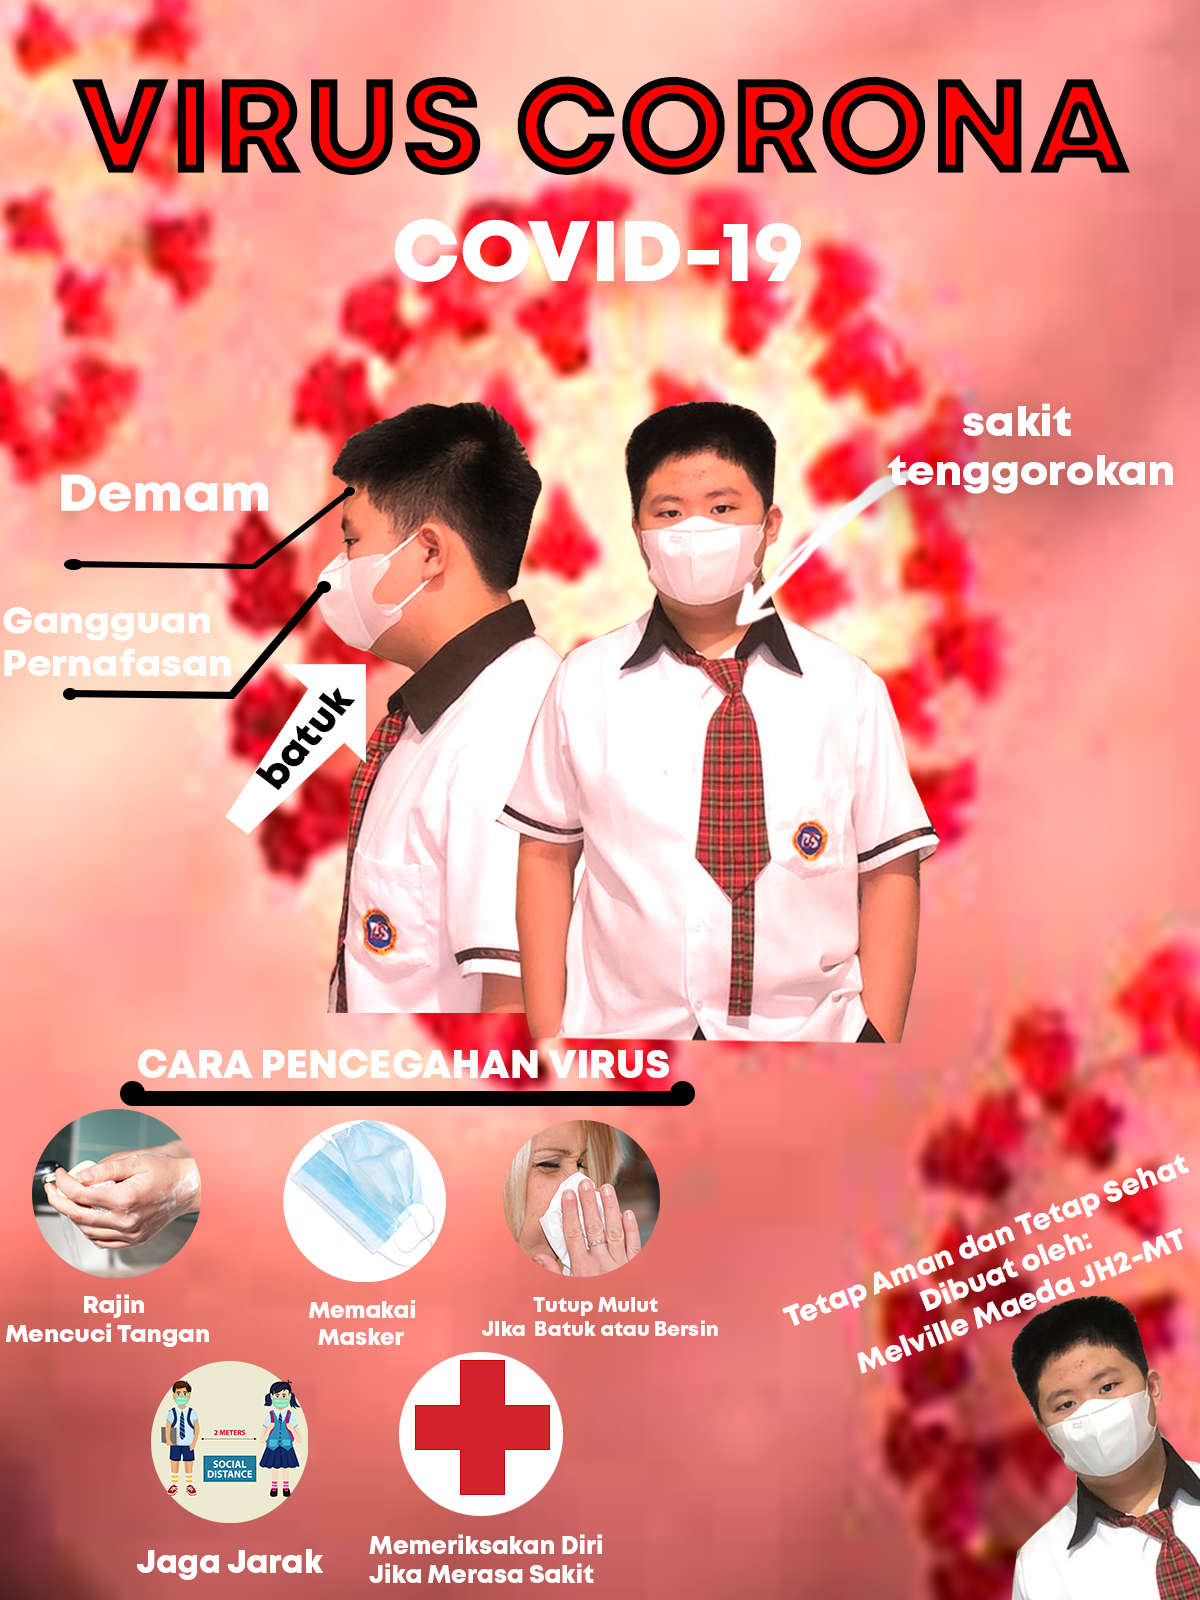 VIRUS CORONA
COVID-19
sakit
tenggorokan
Demam
Gangguan
Pernafasan
batuk
CARA PENCEGAHAN VIRUS
Rajin
Mencuci Tangan
Memakai
Masker
Tutup Mulut
JIka Batuk atau Bersin
2 METERS
SOCIAL
DISTANCE
Jaga Jarak
Memeriksakan Diri
Jika Merasa Sakit
Tetap Aman dan Tetap Sehat
Dibuat oleh:
Melville Maeda JH2-MT